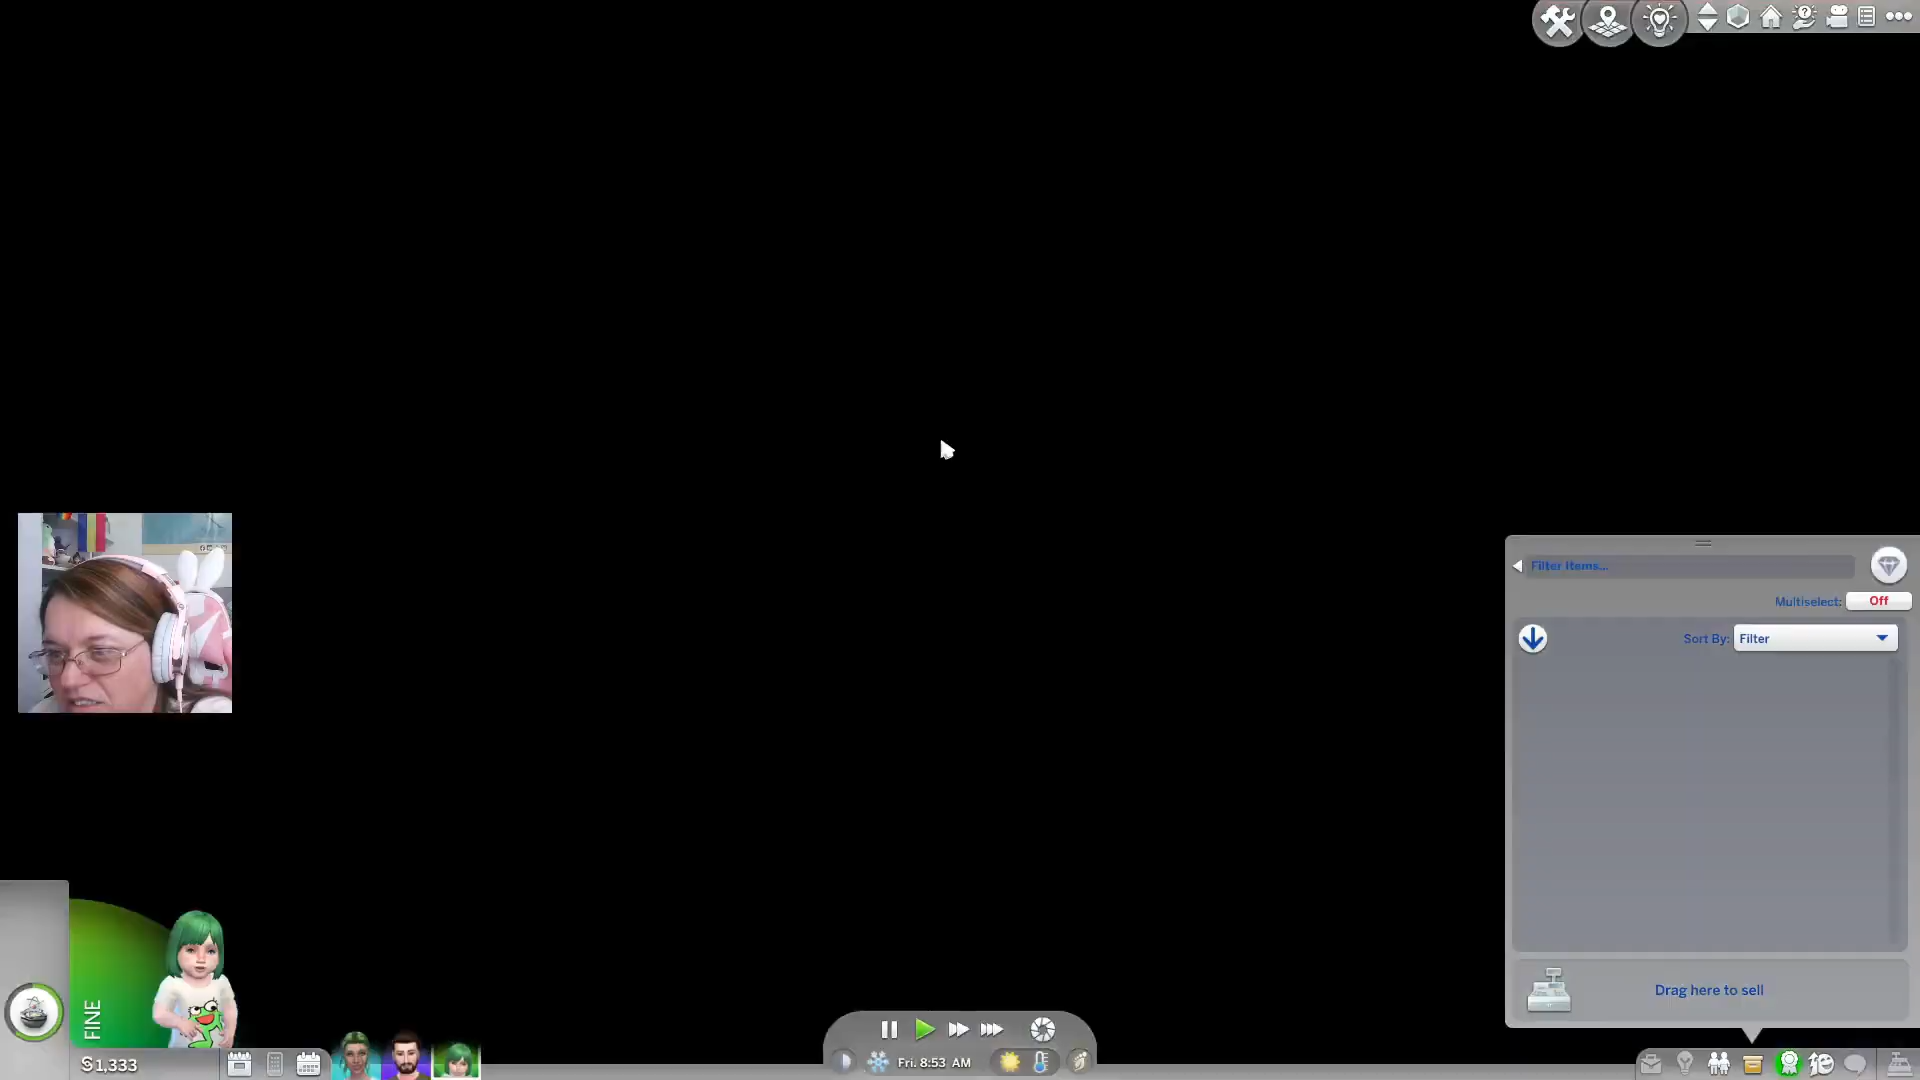 Filter items...
Multiselect: Off
Sort By: Filter
Drag here to sell
FINE
§1,333
Fri. 8:53 AM